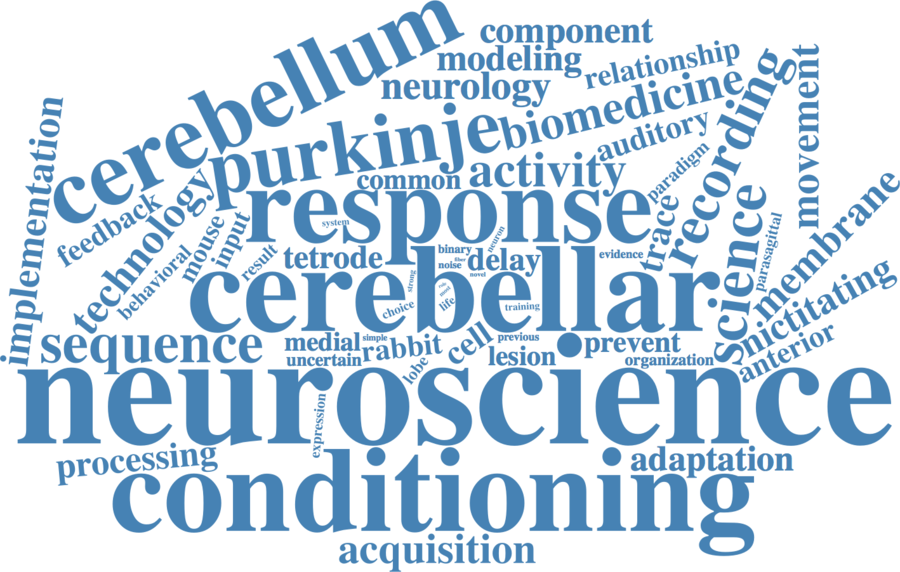 cerebellum
component
modeling
neurology
relationship
purkinje
biomedicine
recording
movement
implementation
auditory
feedback
technology
common
activity
paradigm
response
system
mouse
input
trace
science
membrane
behavioral
result
tetrode
binary
neuron
fiber
noise
delay
novel
evidence
parasagittal
cerebellar
strong
choice
life
training
nictitating
anterior
sequence
medial
simple
uncertain
rabbit
cell
previous
lesion
prevent
organization
lobe
neuroscience
expression
processing
adaptation
conditioning
acquisition